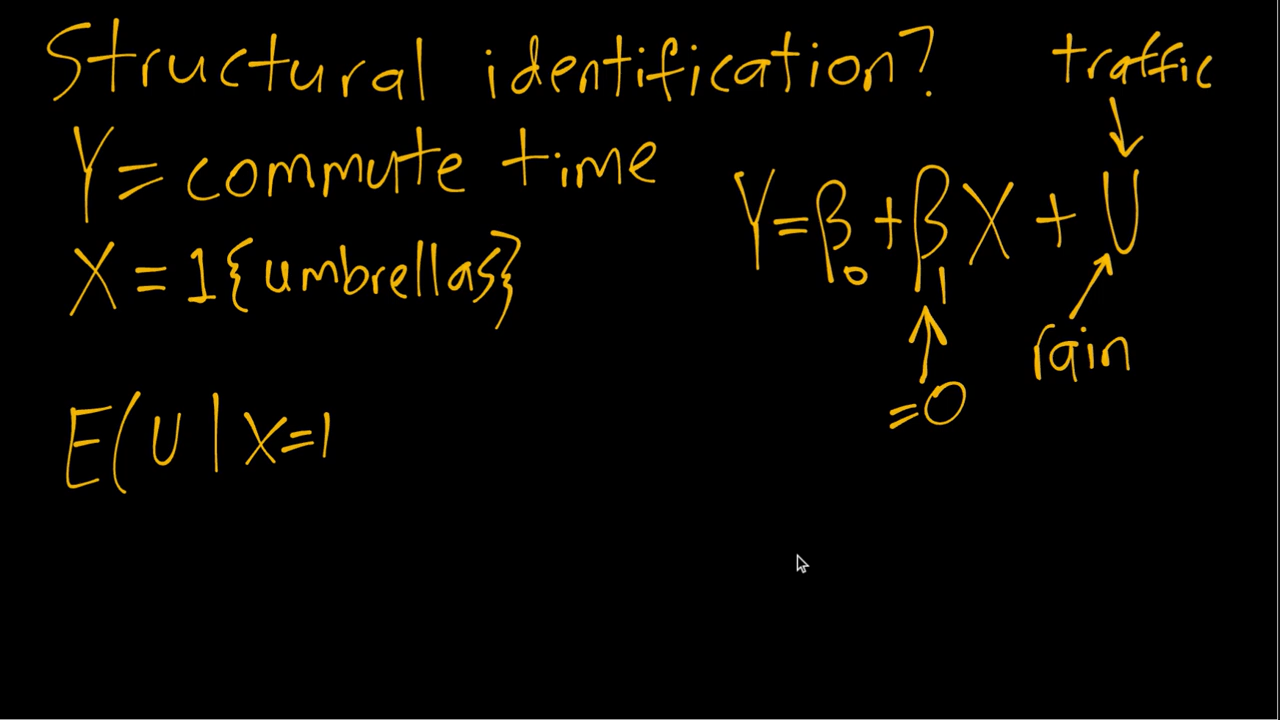 Structural identification?
traffic
↓
Y = commute time
Y = β₀ + β₁X + U
X = 1{umbrellas}
↑
↗
rain
= 0
E(U | X=1